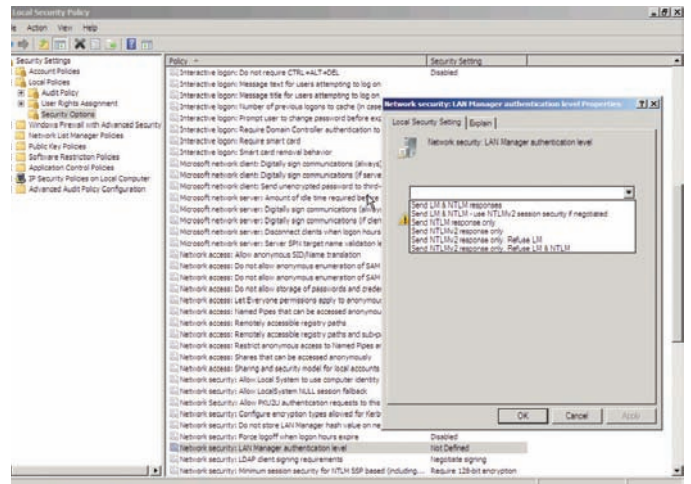 Local Security Policy
Action View Help
Security Settings
Account Policies
Local Policies
Audit Policy
User Rights Assignment
Security Options
Windows Firewall with Advanced Security
Network List Manager Policies
Public Key Policies
Software Restriction Policies
Application Control Policies
IP Security Policies on Local Computer
Advanced Audit Policy Configuration
Policy
Security Setting
Interactive logon: Do not require CTRL+ALT+DEL Disabled
Interactive logon: Message text for users attempting to log on
Interactive logon: Message title for users attempting to log on
Interactive logon: Number of previous logons to cache (in case
Interactive logon: Prompt user to change password before exp
Interactive logon: Require Domain Controller authentication to
Interactive logon: Require smart card
Interactive logon: Smart card removal behavior
Microsoft network client: Digitally sign communications (always)
Microsoft network client: Digitally sign communications (if serve
Microsoft network client: Send unencrypted password to third-
Microsoft network server: Amount of idle time required before
Microsoft network server: Digitally sign communications (always
Microsoft network server: Digitally sign communications (if clien
Microsoft network server: Disconnect clients when logon hours
Microsoft network server: Server SPN target name validation le
Network access: Allow anonymous SID/Name translation
Network access: Do not allow anonymous enumeration of SAM
Network access: Do not allow anonymous enumeration of SAM
Network access: Do not allow storage of passwords and creden
Network access: Let Everyone permissions apply to anonymous
Network access: Named Pipes that can be accessed anonymou
Network access: Remotely accessible registry paths
Network access: Remotely accessible registry paths and sub-p
Network access: Restrict anonymous access to Named Pipes an
Network access: Shares that can be accessed anonymously
Network access: Sharing and security model for local accounts
Network security: Allow Local System to use computer identity
Network security: Allow LocalSystem NULL session fallback
Network Security: Allow PKU2U authentication requests to this
Network security: Configure encryption types allowed for Kerb
Network security: Do not store LAN Manager hash value on ne
Network security: Force logoff when logon hours expire Disabled
Network security: LAN Manager authentication level Not Defined
Network security: LDAP client signing requirements Negotiate signing
Network security: Minimum session security for NTLM SSP based (including... Require 128-bit encryption
Network security: LAN Manager authentication level Properties
Local Security Setting Explain
Network security: LAN Manager authentication level
Send LM & NTLM responses
Send LM & NTLM - use NTLMv2 session security if negotiated
Send NTLM response only
Send NTLMv2 response only
Send NTLMv2 response only. Refuse LM
Send NTLMv2 response only. Refuse LM & NTLM
OK Cancel Apply